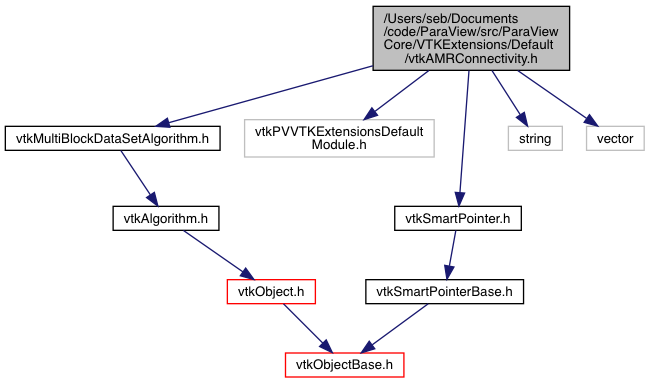 /Users/seb/Documents
/code/ParaView/src/ParaView
Core/VTKExtensions/Default
/vtkAMRConnectivity.h
vtkMultiBlockDataSetAlgorithm.h
vtkPVVTKExtensionsDefault
Module.h
string
vector
vtkAlgorithm.h
vtkSmartPointer.h
vtkObject.h
vtkSmartPointerBase.h
vtkObjectBase.h